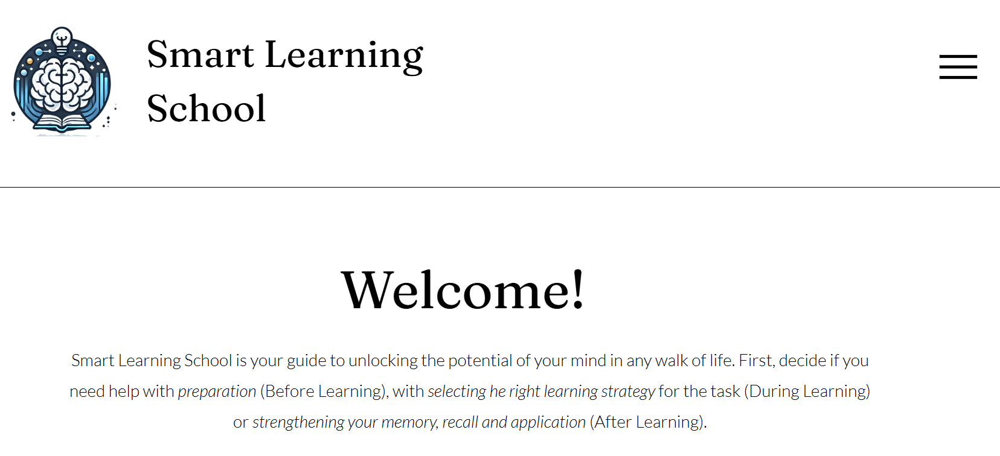 Smart Learning
School
Welcome!
Smart Learning School is your guide to unlocking the potential of your mind in any walk of life. First, decide if you
need help with preparation (Before Learning), with selecting he right learning strategy for the task (During Learning)
or strengthening your memory, recall and application (After Learning).